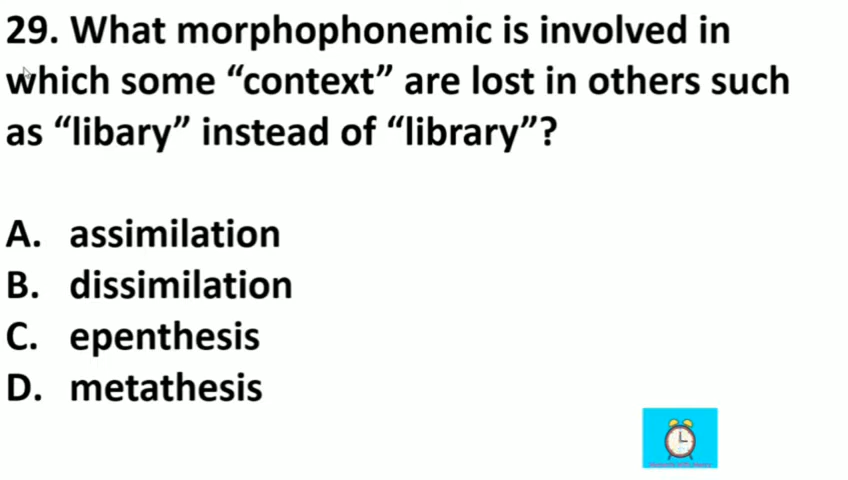 29. What morphophonemic is involved in
which some “context” are lost in others such
as “libary” instead of “library”?
A. assimilation
B. dissimilation
C. epenthesis
D. metathesis